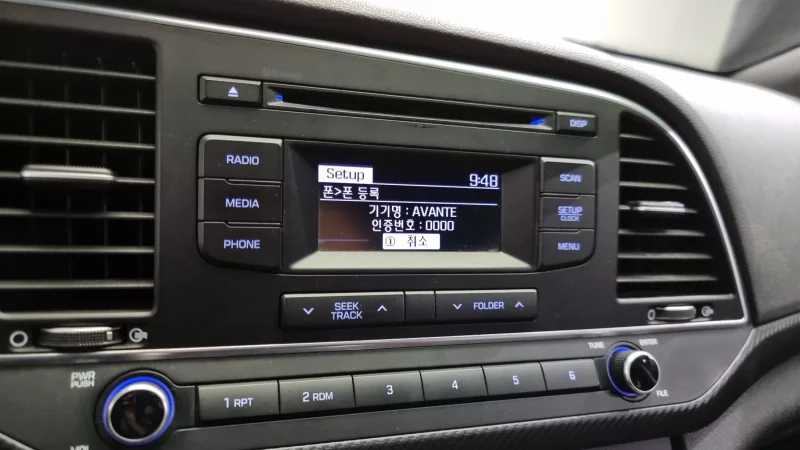 DISP
RADIO
MEDIA
PHONE
Setup 9:48
폰>폰 등록
기기명 : AVANTE
인증번호 : 0000
① 취소
SCAN
SETUP
CLOCK
MENU
SEEK
TRACK
FOLDER
PWR
PUSH
VOL
1 RPT
2 RDM
3
4
5
6
TUNE
ENTER
FILE